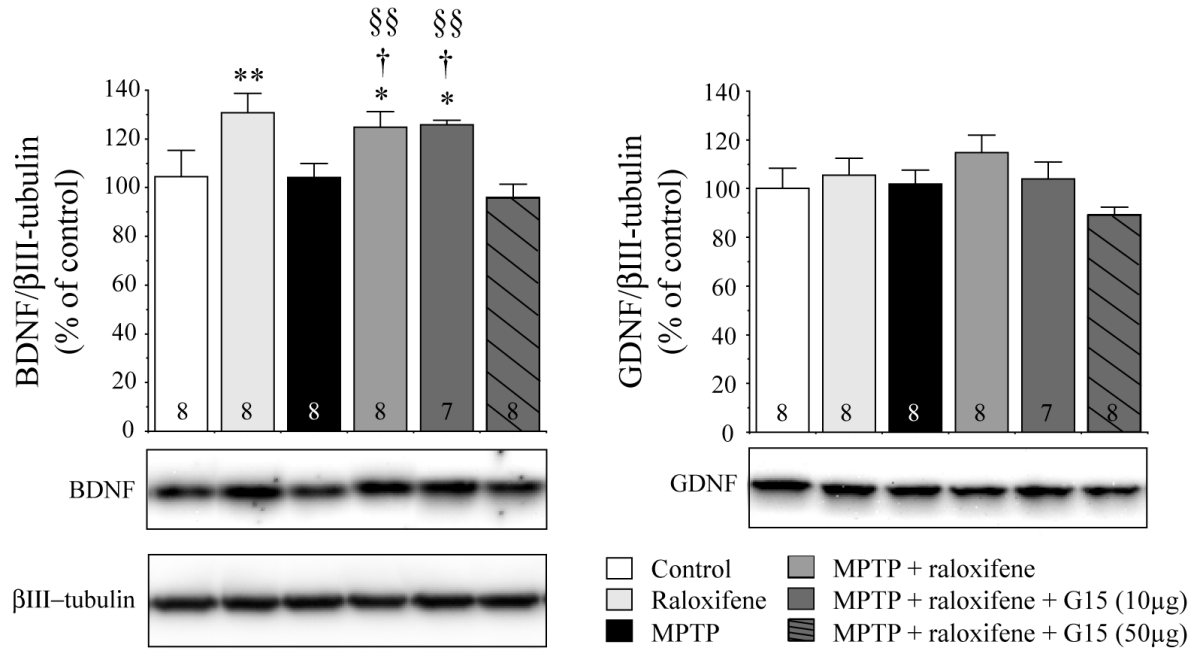 BDNF/βIII-tubulin
(% of control)
140
120
100
80
60
40
20
0
**
§§
†
*
§§
†
*
8
8
8
8
7
8
BDNF
βIII–tubulin
GDNF/βIII-tubulin
(% of control)
140
120
100
80
60
40
20
0
8
8
8
8
7
8
GDNF
Control
Raloxifene
MPTP
MPTP + raloxifene
MPTP + raloxifene + G15 (10µg)
MPTP + raloxifene + G15 (50µg)